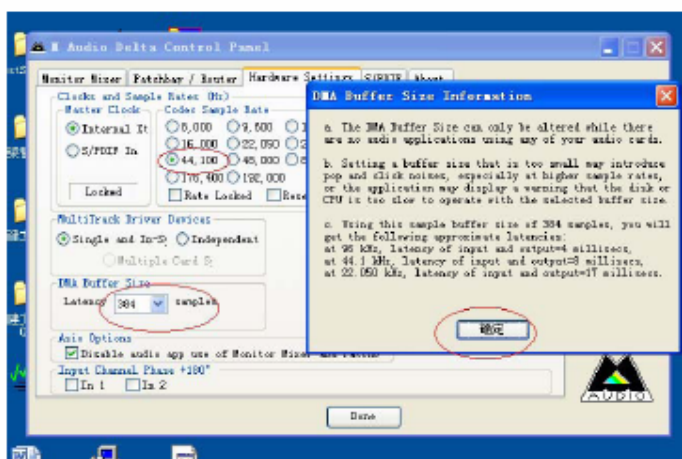 M Audio Delta Control Panel
Monitor Mixer
Patchbay / Router
Hardware Settings
S/PDIF
About
Clocks and Sample Rates (Hz)
Master Clock
Codec Sample Rate
Internal
S/PDIF In
Locked
8,000 9,600
16,000 22,050
44,100 48,000
176,400 192,000
Rate Locked
MultiTrack Driver Devices
Single and In-S
Independent
Multiple Card S
DMA Buffer Size
Latency 384 samples
Disable audio app use of Monitor Mixer and
Input Channel Phase +180°
In 1 In 2
Done
DMA Buffer Size Information
a. The DMA Buffer Size can only be altered while there
are no audio applications using any of your audio cards.
b. Setting a buffer size that is too small may introduce
pop and click noises, especially at higher sample rates,
or the application may display a warning that the disk or
CPU is too slow to operate with the selected buffer size.
c. Using this sample buffer size of 384 samples, you will
get the following approximate latencies:
at 96 kHz, latency of input and output=4 millisecs,
at 44.1 kHz, latency of input and output=8 millisecs,
at 22.050 kHz, latency of input and output=17 millisecs.
确定
AUDIO